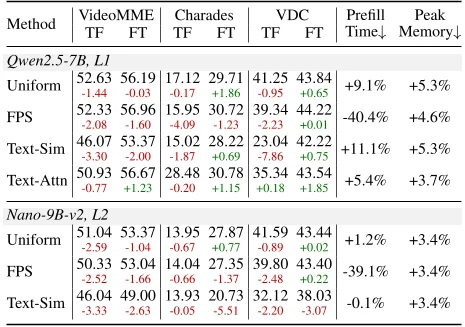 Method VideoMME Charades VDC Prefill Time↓ Peak Memory↓
TF FT TF FT TF FT
Qwen2.5-7B, L1
Uniform 52.63 56.19 17.12 29.71 41.25 43.84 +9.1% +5.3%
-1.44 -0.03 -0.17 +1.86 -0.95 +0.65
FPS 52.33 56.96 15.95 30.72 39.34 44.22 -40.4% +4.6%
-2.08 -1.60 -4.09 -1.23 -2.23 +0.01
Text-Sim 46.07 53.37 15.02 28.22 23.04 42.22 +11.1% +5.3%
-3.30 -2.00 -1.87 +0.69 -7.86 +0.75
Text-Attn 50.93 56.67 28.48 30.78 35.34 43.54 +5.4% +3.7%
-0.77 +1.23 -0.20 +1.15 +0.18 +1.85
Nano-9B-v2, L2
Uniform 51.04 53.37 13.95 27.87 41.59 43.44 +1.2% +3.4%
-2.59 -1.04 -0.67 +0.77 -0.89 +0.02
FPS 50.33 53.04 14.04 27.35 39.80 43.40 -39.1% +3.4%
-2.52 -1.66 -0.66 -1.37 -2.48 +0.22
Text-Sim 46.04 49.00 13.93 20.73 32.12 38.03 -0.1% +3.4%
-3.33 -2.63 -0.05 -5.51 -2.20 -3.07